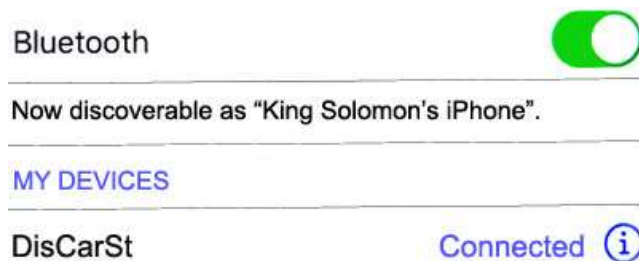 Bluetooth
Now discoverable as “King Solomon's iPhone”.
MY DEVICES
DisCarSt Connected i